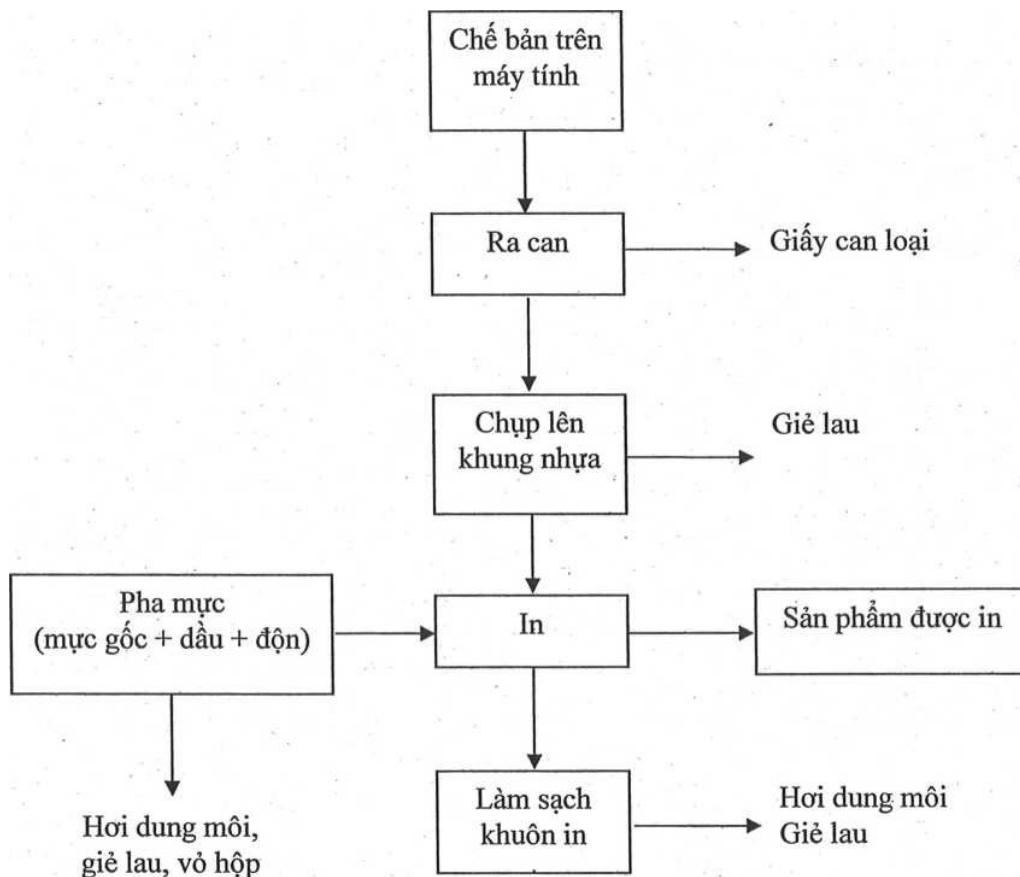 Chế bản trên
máy tính
Ra can
Giấy can loại
Chụp lên
khung nhựa
Giẻ lau
Pha mực
(mực gốc + dầu + độn)
In
Sản phẩm được in
Hơi dung môi,
giẻ lau, vỏ hộp
Làm sạch
khuôn in
Hơi dung môi
Giẻ lau